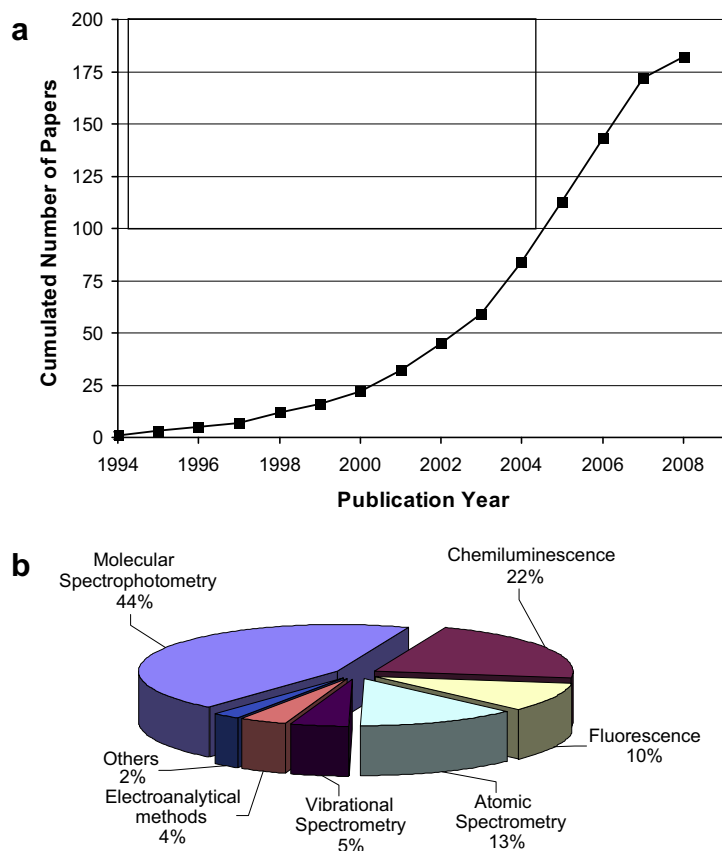 a
200
175
150
125
100
75
50
25
0
Cumulated Number of Papers
1994
1996
1998
2000
2002
2004
2006
2008
Publication Year
b
Molecular
Spectrophotometry
44%
Chemiluminescence
22%
Fluorescence
10%
Atomic
Spectrometry
13%
Vibrational
Spectrometry
5%
Electroanalytical
methods
4%
Others
2%